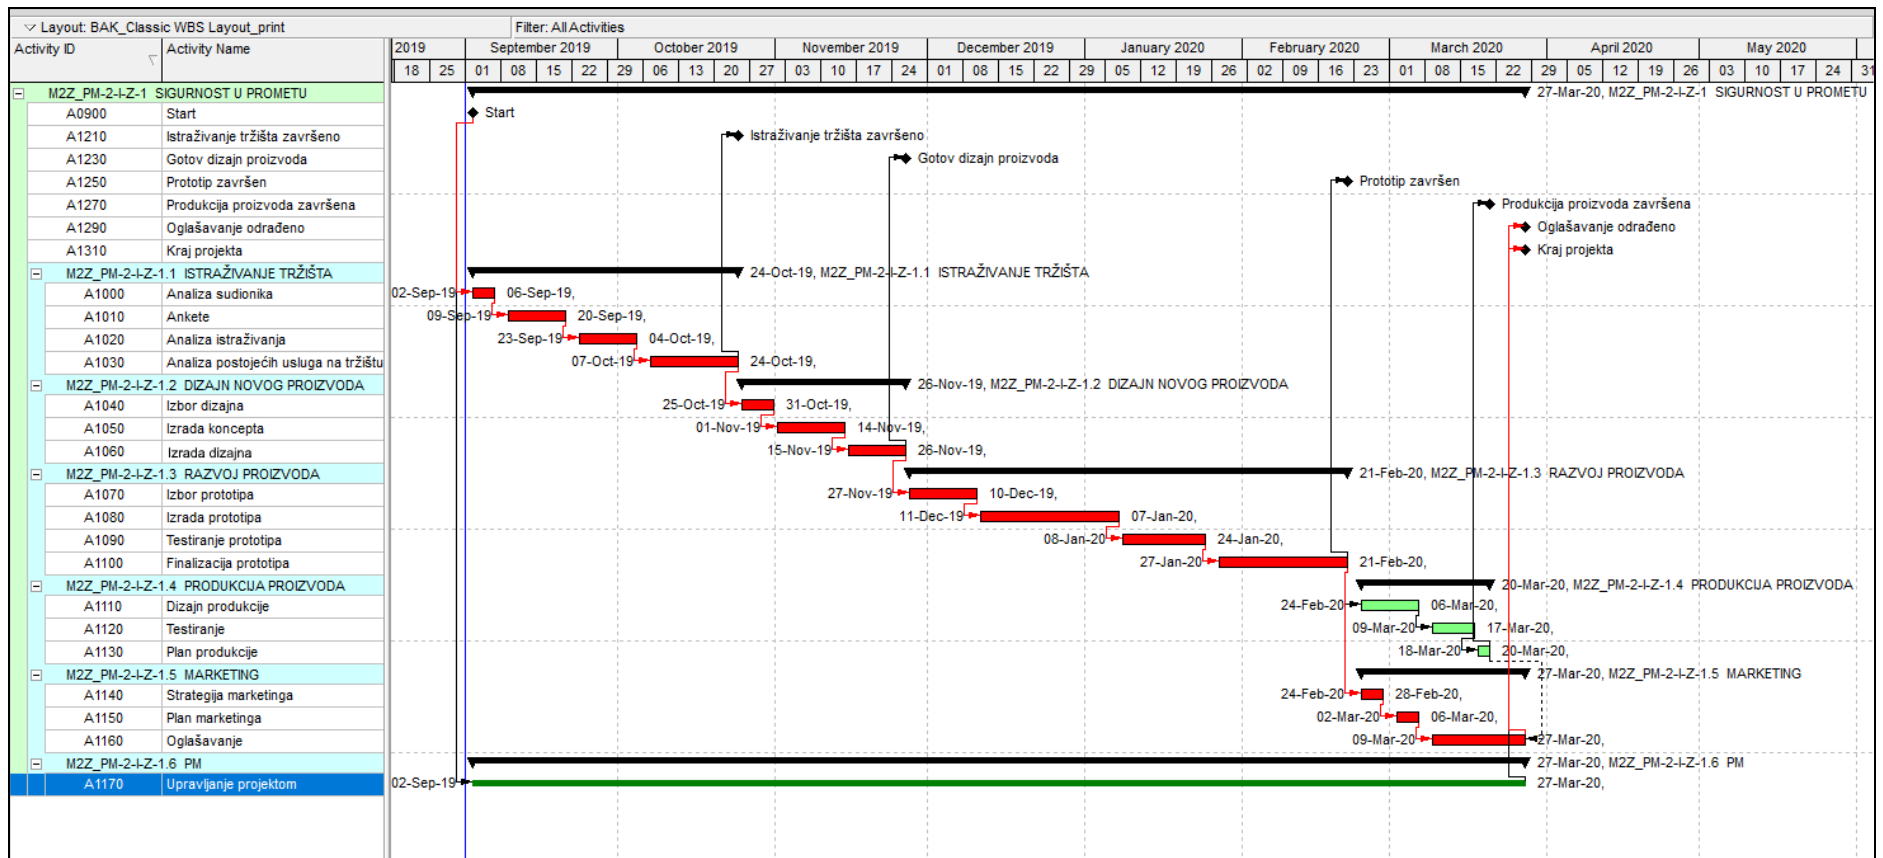 Layout: BAK_Classic WBS Layout_print Filter: All Activities
Activity ID Activity Name 2019 September 2019 October 2019 November 2019 December 2019 January 2020 February 2020 March 2020 April 2020 May 2020
18 25 01 08 15 22 29 06 13 20 27 03 10 17 24 01 08 15 22 29 05 12 19 26 02 09 16 23 01 08 15 22 29 05 12 19 26 03 10 17 24 31
M2Z_PM-2-I-Z-1 SIGURNOST U PROMETU 27-Mar-20, M2Z_PM-2-I-Z-1 SIGURNOST U PROMETU
A0900 Start Start
A1210 Istraživanje tržišta završeno Istraživanje tržišta završeno
A1230 Gotov dizajn proizvoda Gotov dizajn proizvoda
A1250 Prototip završen Prototip završen
A1270 Produkcija proizvoda završena Produkcija proizvoda završena
A1290 Oglašavanje odrađeno Oglašavanje odrađeno
A1310 Kraj projekta Kraj projekta
M2Z_PM-2-I-Z-1.1 ISTRAŽIVANJE TRŽIŠTA 24-Oct-19, M2Z_PM-2-I-Z-1.1 ISTRAŽIVANJE TRŽIŠTA
A1000 Analiza sudionika 02-Sep-19 06-Sep-19,
A1010 Ankete 09-Sep-19 20-Sep-19,
A1020 Analiza istraživanja 23-Sep-19 04-Oct-19,
A1030 Analiza postojećih usluga na tržištu 07-Oct-19 24-Oct-19,
M2Z_PM-2-I-Z-1.2 DIZAJN NOVOG PROIZVODA 26-Nov-19, M2Z_PM-2-I-Z-1.2 DIZAJN NOVOG PROIZVODA
A1040 Izbor dizajna 25-Oct-19 31-Oct-19,
A1050 Izrada koncepta 01-Nov-19 14-Nov-19,
A1060 Izrada dizajna 15-Nov-19 26-Nov-19,
M2Z_PM-2-I-Z-1.3 RAZVOJ PROIZVODA 21-Feb-20, M2Z_PM-2-I-Z-1.3 RAZVOJ PROIZVODA
A1070 Izbor prototipa 27-Nov-19 10-Dec-19,
A1080 Izrada prototipa 11-Dec-19 07-Jan-20,
A1090 Testiranje prototipa 08-Jan-20 24-Jan-20,
A1100 Finalizacija prototipa 27-Jan-20 21-Feb-20,
M2Z_PM-2-I-Z-1.4 PRODUKCIJA PROIZVODA 20-Mar-20, M2Z_PM-2-I-Z-1.4 PRODUKCIJA PROIZVODA
A1110 Dizajn produkcije 24-Feb-20 06-Mar-20,
A1120 Testiranje 09-Mar-20 17-Mar-20,
A1130 Plan produkcije 18-Mar-20 20-Mar-20,
M2Z_PM-2-I-Z-1.5 MARKETING 27-Mar-20, M2Z_PM-2-I-Z-1.5 MARKETING
A1140 Strategija marketinga 24-Feb-20 28-Feb-20,
A1150 Plan marketinga 02-Mar-20 06-Mar-20,
A1160 Oglašavanje 09-Mar-20 27-Mar-20,
M2Z_PM-2-I-Z-1.6 PM 27-Mar-20, M2Z_PM-2-I-Z-1.6 PM
A1170 Upravljanje projektom 02-Sep-19 27-Mar-20,